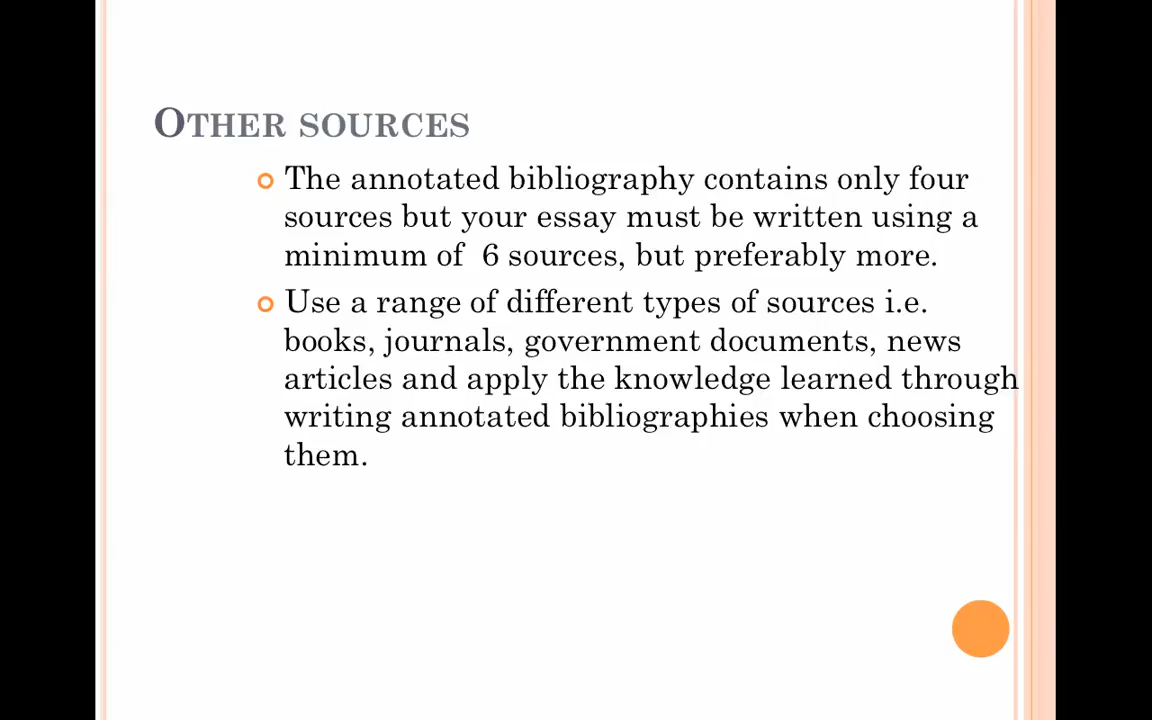 OTHER SOURCES
The annotated bibliography contains only four
sources but your essay must be written using a
minimum of  6 sources, but preferably more.
Use a range of different types of sources i.e.
books, journals, government documents, news
articles and apply the knowledge learned through
writing annotated bibliographies when choosing
them.